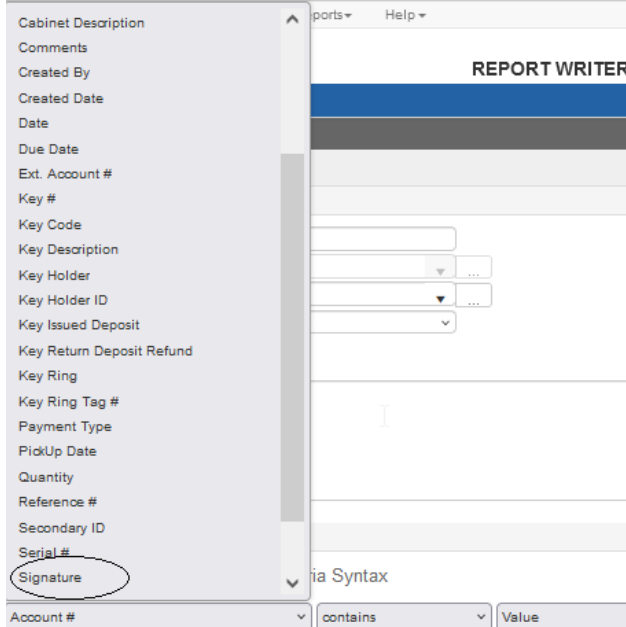 ports
Help
REPORT WRITER
Cabinet Description
Comments
Created By
Created Date
Date
Due Date
Ext. Account #
Key #
Key Code
Key Description
Key Holder
Key Holder ID
Key Issued Deposit
Key Return Deposit Refund
Key Ring
Key Ring Tag #
Payment Type
PickUp Date
Quantity
Reference #
Secondary ID
Serial #
Signature
...
...
ria Syntax
Account #
contains
Value